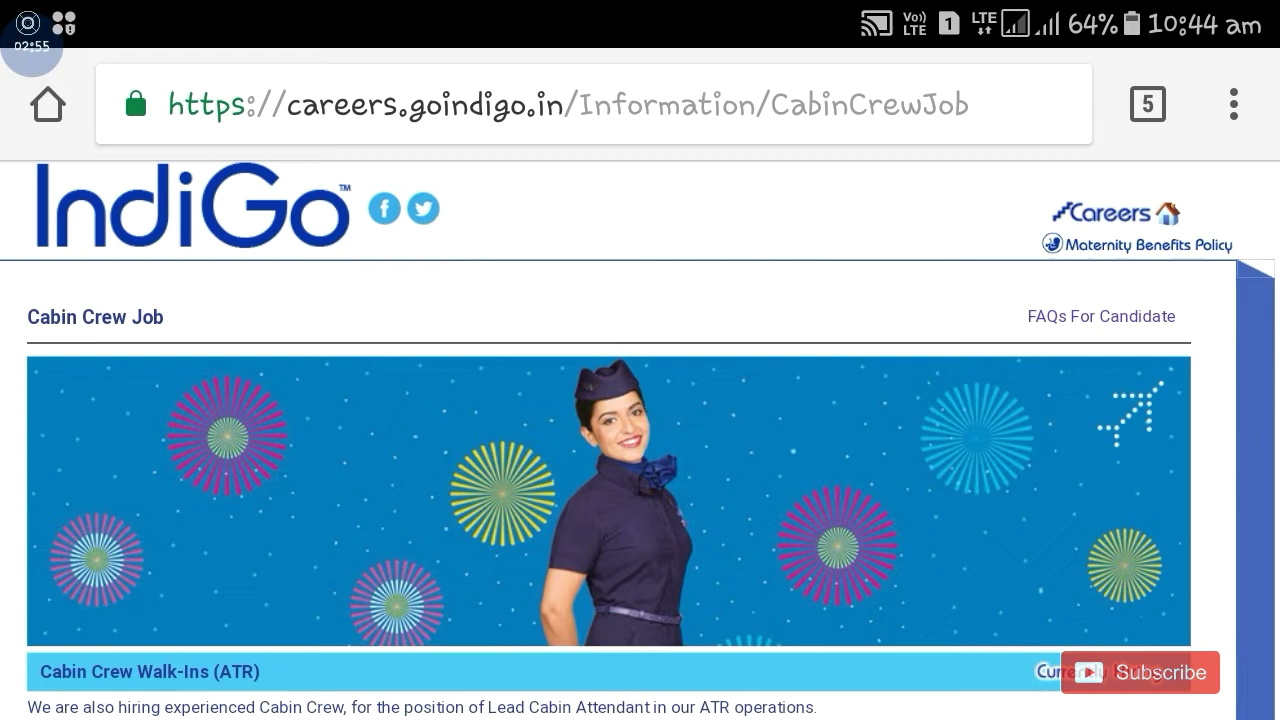 02:55
Vo)) LTE 1 LTE 64% 10:44 am
https://careers.goindigo.in/Information/CabinCrewJob
5
IndiGo™
Careers
Maternity Benefits Policy
Cabin Crew Job
FAQs For Candidate
Cabin Crew Walk-Ins (ATR)
Subscribe
We are also hiring experienced Cabin Crew, for the position of Lead Cabin Attendant in our ATR operations.